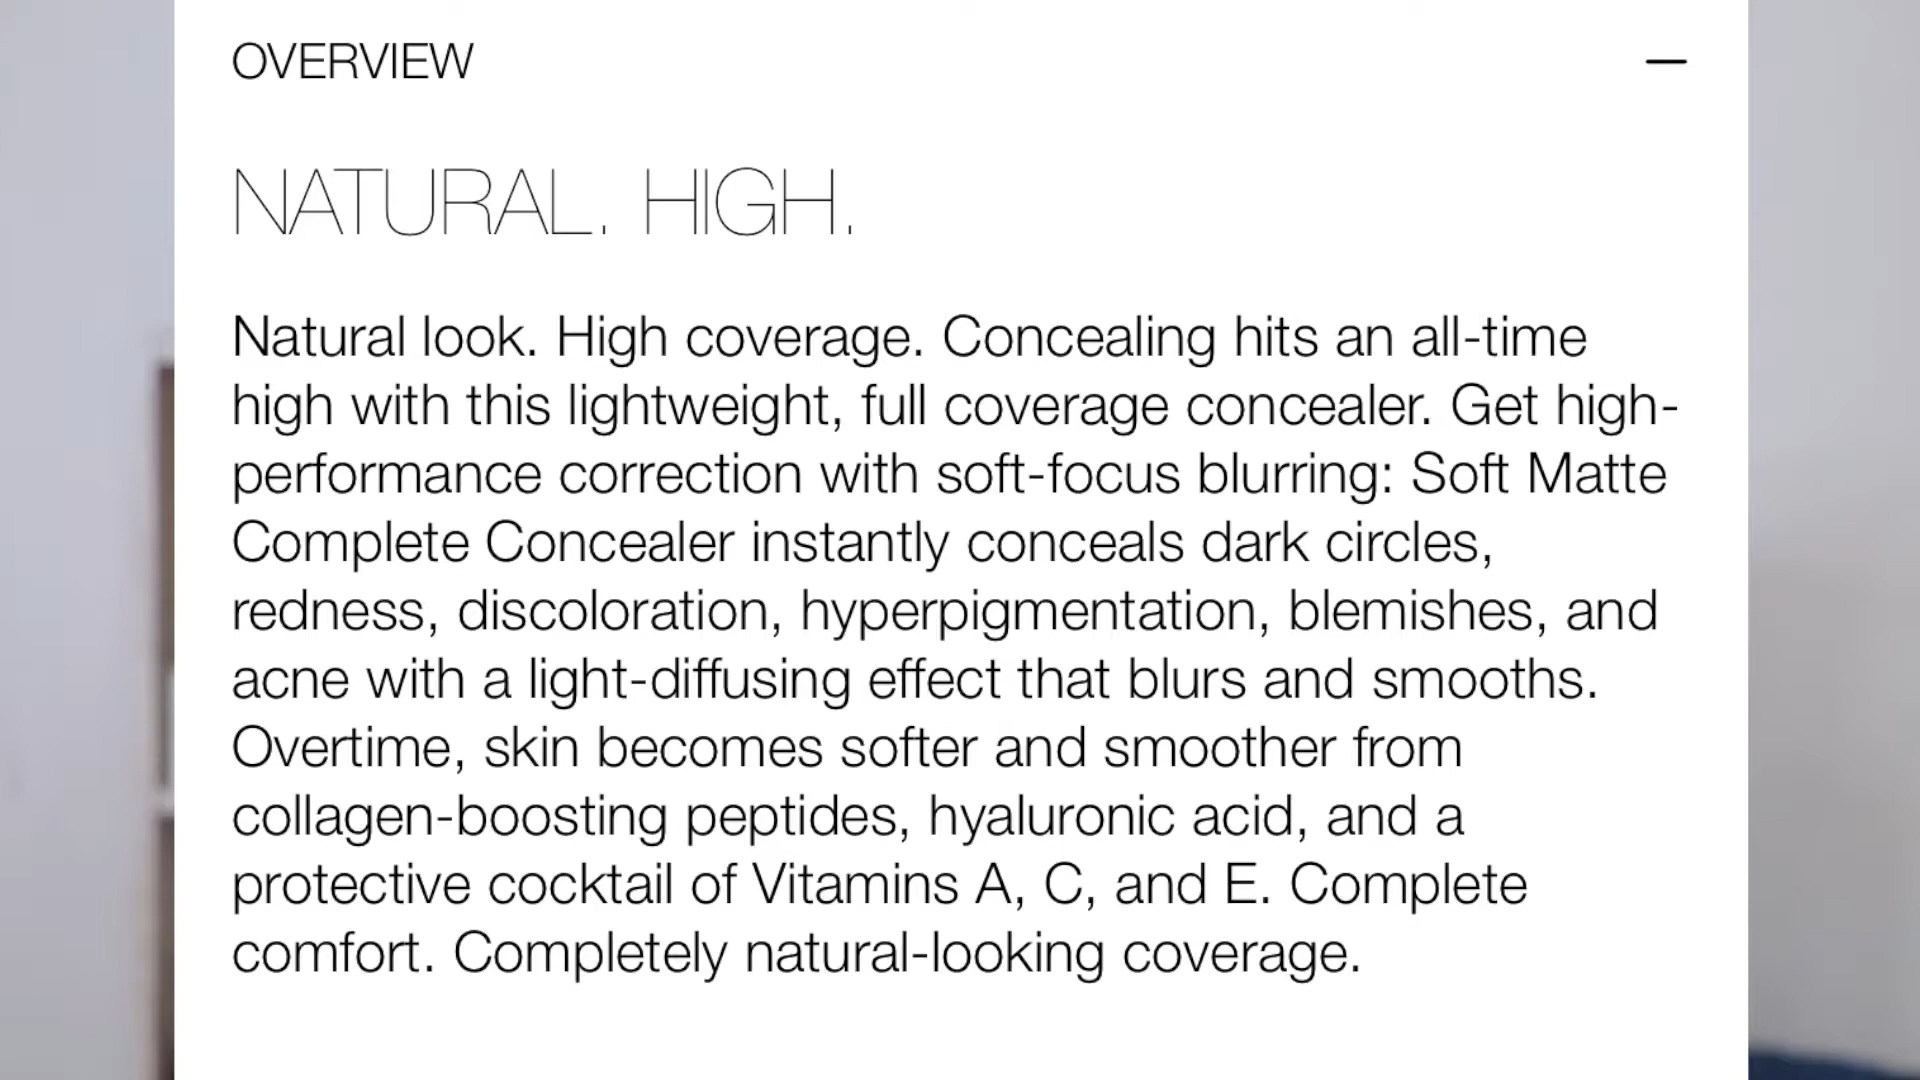 OVERVIEW
NATURAL. HIGH.
Natural look. High coverage. Concealing hits an all-time
high with this lightweight, full coverage concealer. Get high-
performance correction with soft-focus blurring: Soft Matte
Complete Concealer instantly conceals dark circles,
redness, discoloration, hyperpigmentation, blemishes, and
acne with a light-diffusing effect that blurs and smooths.
Overtime, skin becomes softer and smoother from
collagen-boosting peptides, hyaluronic acid, and a
protective cocktail of Vitamins A, C, and E. Complete
comfort. Completely natural-looking coverage.